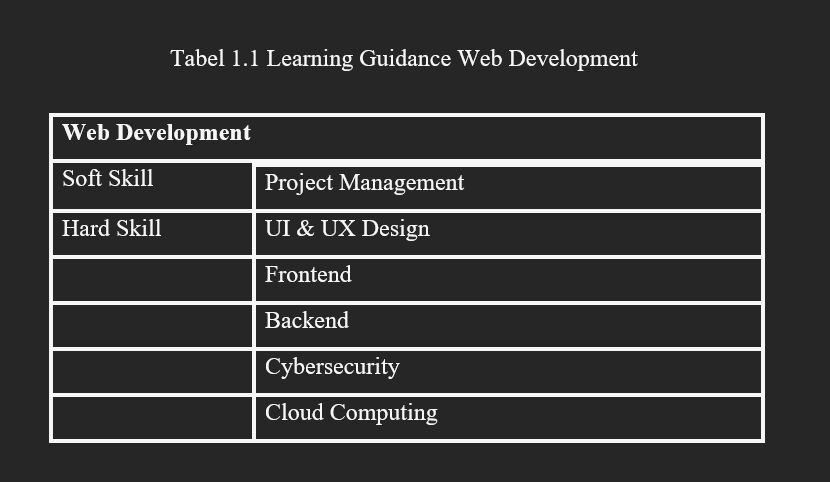 Tabel 1.1 Learning Guidance Web Development
Web Development
Soft Skill Project Management
Hard Skill UI & UX Design
Frontend
Backend
Cybersecurity
Cloud Computing